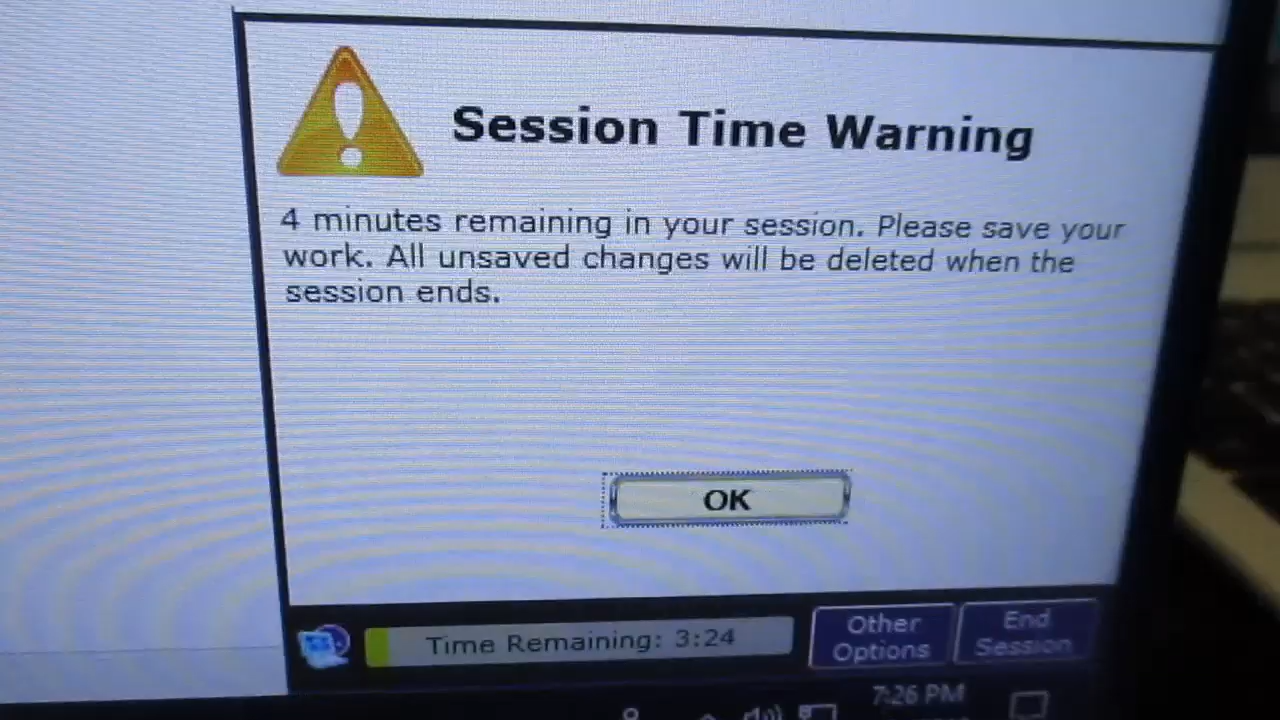 Session Time Warning
4 minutes remaining in your session. Please save your
work. All unsaved changes will be deleted when the
session ends.
OK
Time Remaining: 3:24
Other
Options
End
Session
7:26 PM